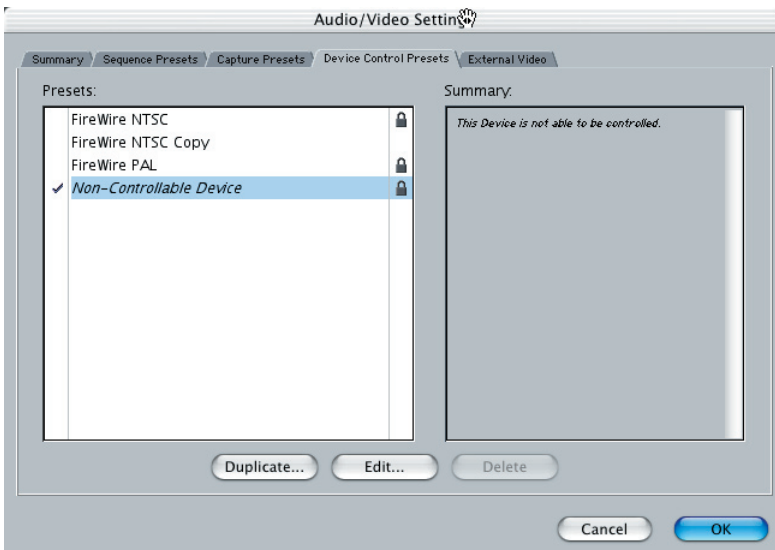 Audio/Video Settin
Summary Sequence Presets Capture Presets Device Control Presets External Video
Presets:
FireWire NTSC
FireWire NTSC Copy
FireWire PAL
Non-Controllable Device
Summary:
This Device is not able to be controlled.
Duplicate... Edit... Delete
Cancel OK